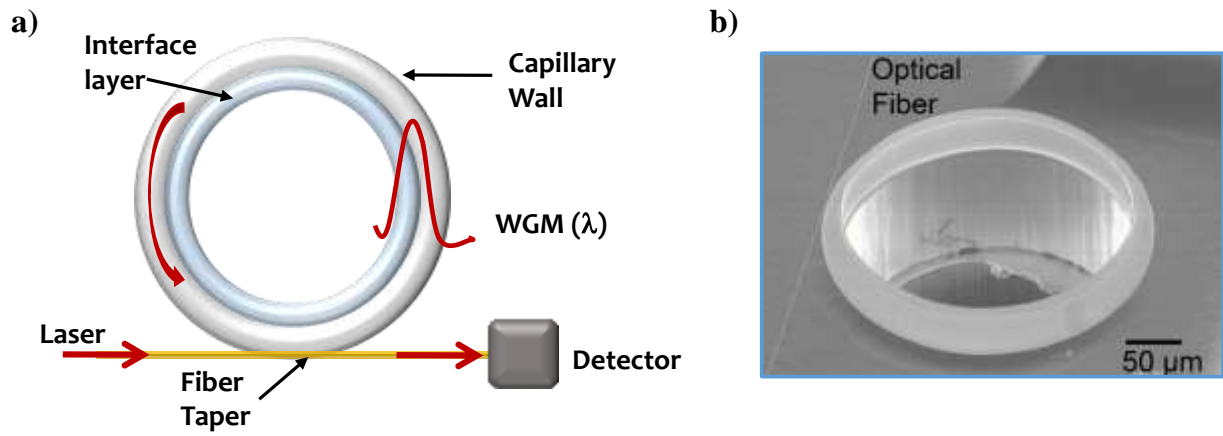 a)
Interface
layer
Capillary
Wall
WGM (λ)
Laser
Fiber
Taper
Detector
b)
Optical
Fiber
50 µm